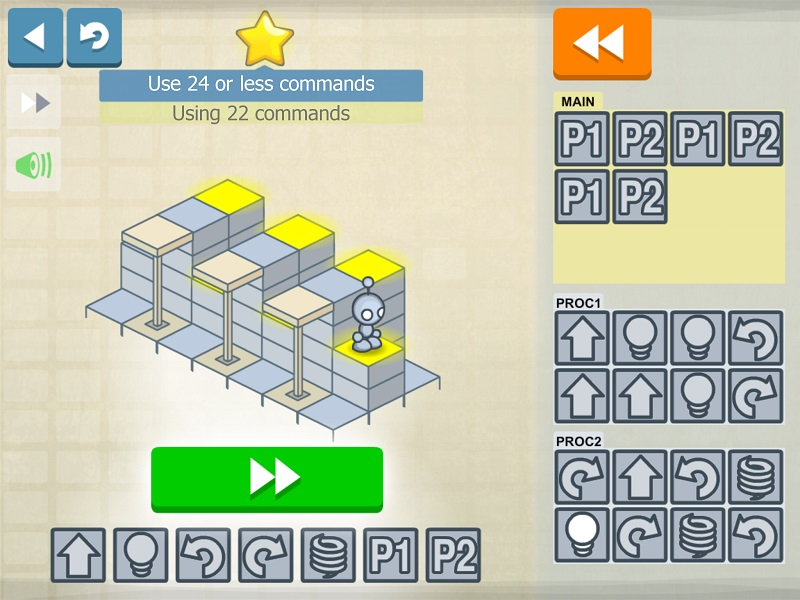 Use 24 or less commands
Using 22 commands
MAIN
P1 P2 P1 P2
P1 P2
PROC1
PROC2
P1 P2